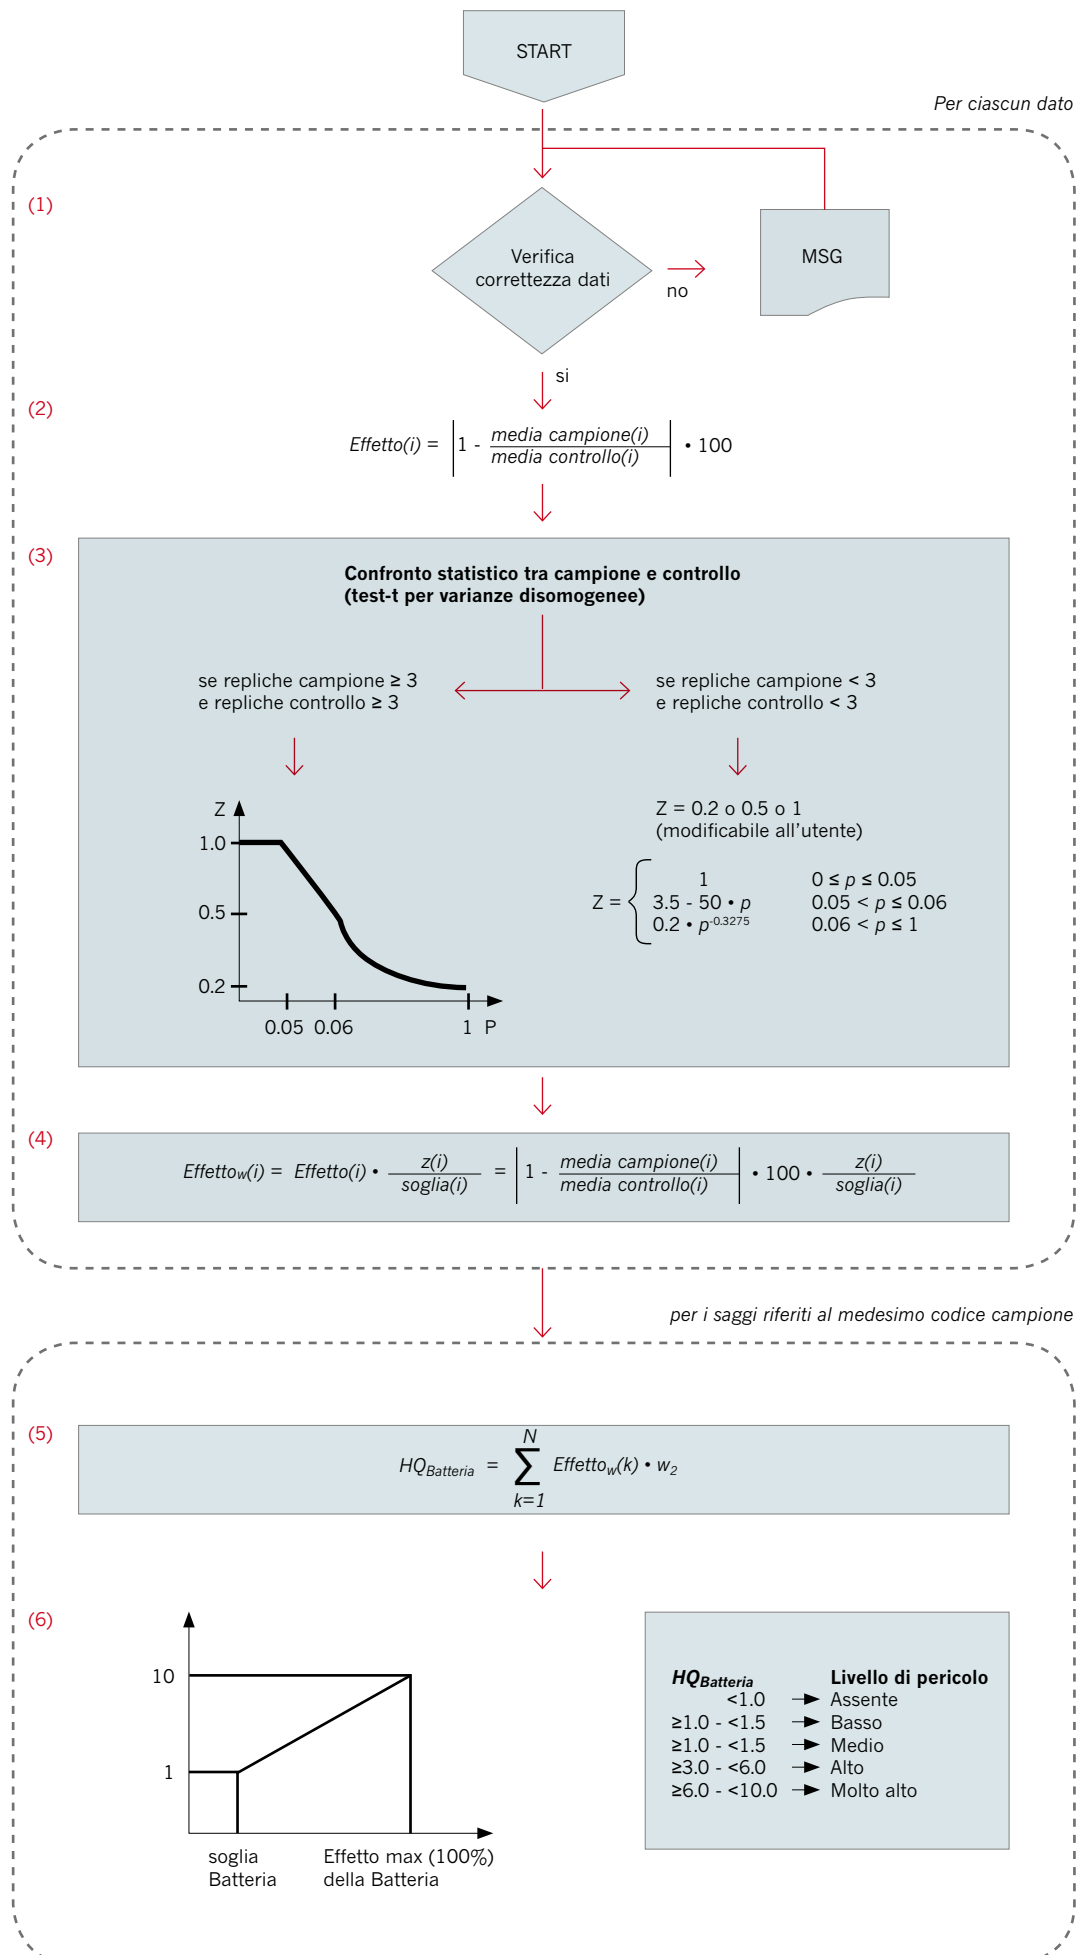 START
Per ciascun dato
(1)
Verifica
correttezza dati
no
MSG
si
(2)
Effetto(i) = | 1 - media campione(i) / media controllo(i) | • 100
(3)
Confronto statistico tra campione e controllo
(test-t per varianze disomogenee)
se repliche campione ≥ 3
e repliche controllo ≥ 3
se repliche campione < 3
e repliche controllo < 3
Z
1.0
0.5
0.2
0.05 0.06 1 P
Z = 0.2 o 0.5 o 1
(modificabile all'utente)
Z = {
1 0 ≤ p ≤ 0.05
3.5 - 50 • p 0.05 < p ≤ 0.06
0.2 • p^-0.3275 0.06 < p ≤ 1
(4)
Effettow(i) = Effetto(i) • z(i) / soglia(i) = | 1 - media campione(i) / media controllo(i) | • 100 • z(i) / soglia(i)
per i saggi riferiti al medesimo codice campione
(5)
N
HQBatteria = ∑ Effettow(k) • w2
k=1
(6)
10
1
soglia
Batteria
Effetto max (100%)
della Batteria
HQBatteria Livello di pericolo
<1.0 Assente
≥1.0 - <1.5 Basso
≥1.0 - <1.5 Medio
≥3.0 - <6.0 Alto
≥6.0 - <10.0 Molto alto